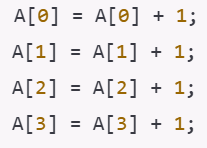 A[0] = A[0] + 1;
A[1] = A[1] + 1;
A[2] = A[2] + 1;
A[3] = A[3] + 1;